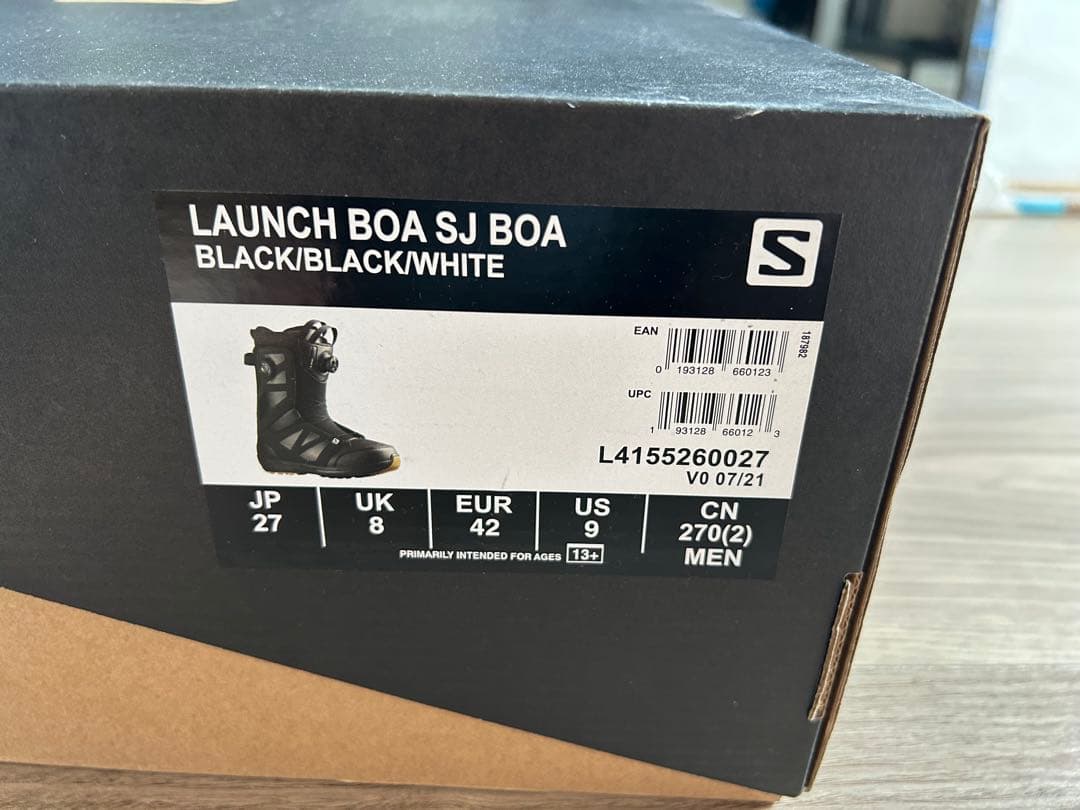 LAUNCH BOA SJ BOA
BLACK/BLACK/WHITE
S
EAN
0 193128 660123
187982
UPC
1 93128 66012 3
L4155260027
V0 07/21
JP
27
UK
8
EUR
42
US
9
CN
270(2)
MEN
PRIMARILY INTENDED FOR AGES 13+